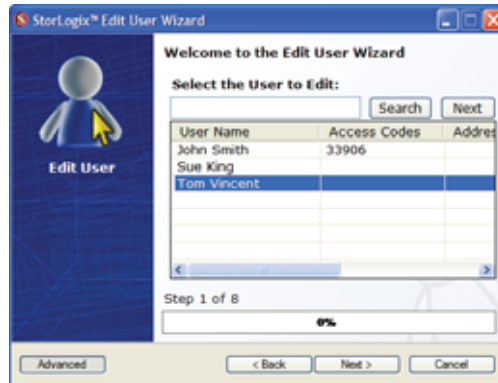 StorLogix™ Edit User Wizard
Welcome to the Edit User Wizard
Select the User to Edit:
Search Next
User Name Access Codes Addres
John Smith 33906
Sue King
Tom Vincent
Edit User
Step 1 of 8
0%
Advanced < Back Next > Cancel